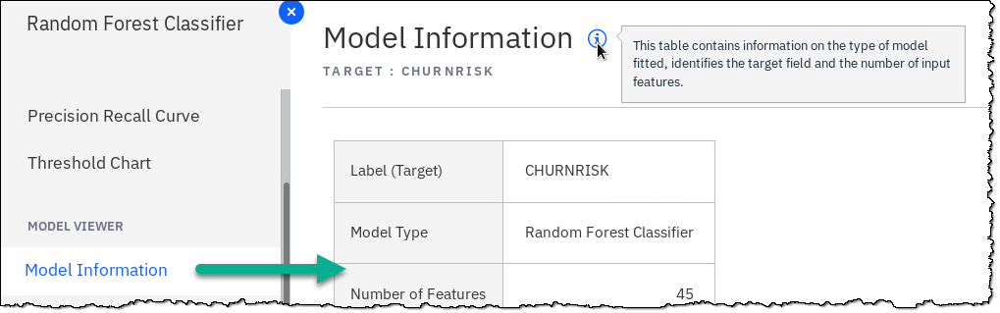 Random Forest Classifier
Precision Recall Curve
Threshold Chart
MODEL VIEWER
Model Information
Model Information
TARGET : CHURNRISK
This table contains information on the type of model
fitted, identifies the target field and the number of input
features.
Label (Target) CHURNRISK
Model Type Random Forest Classifier
Number of Features 45